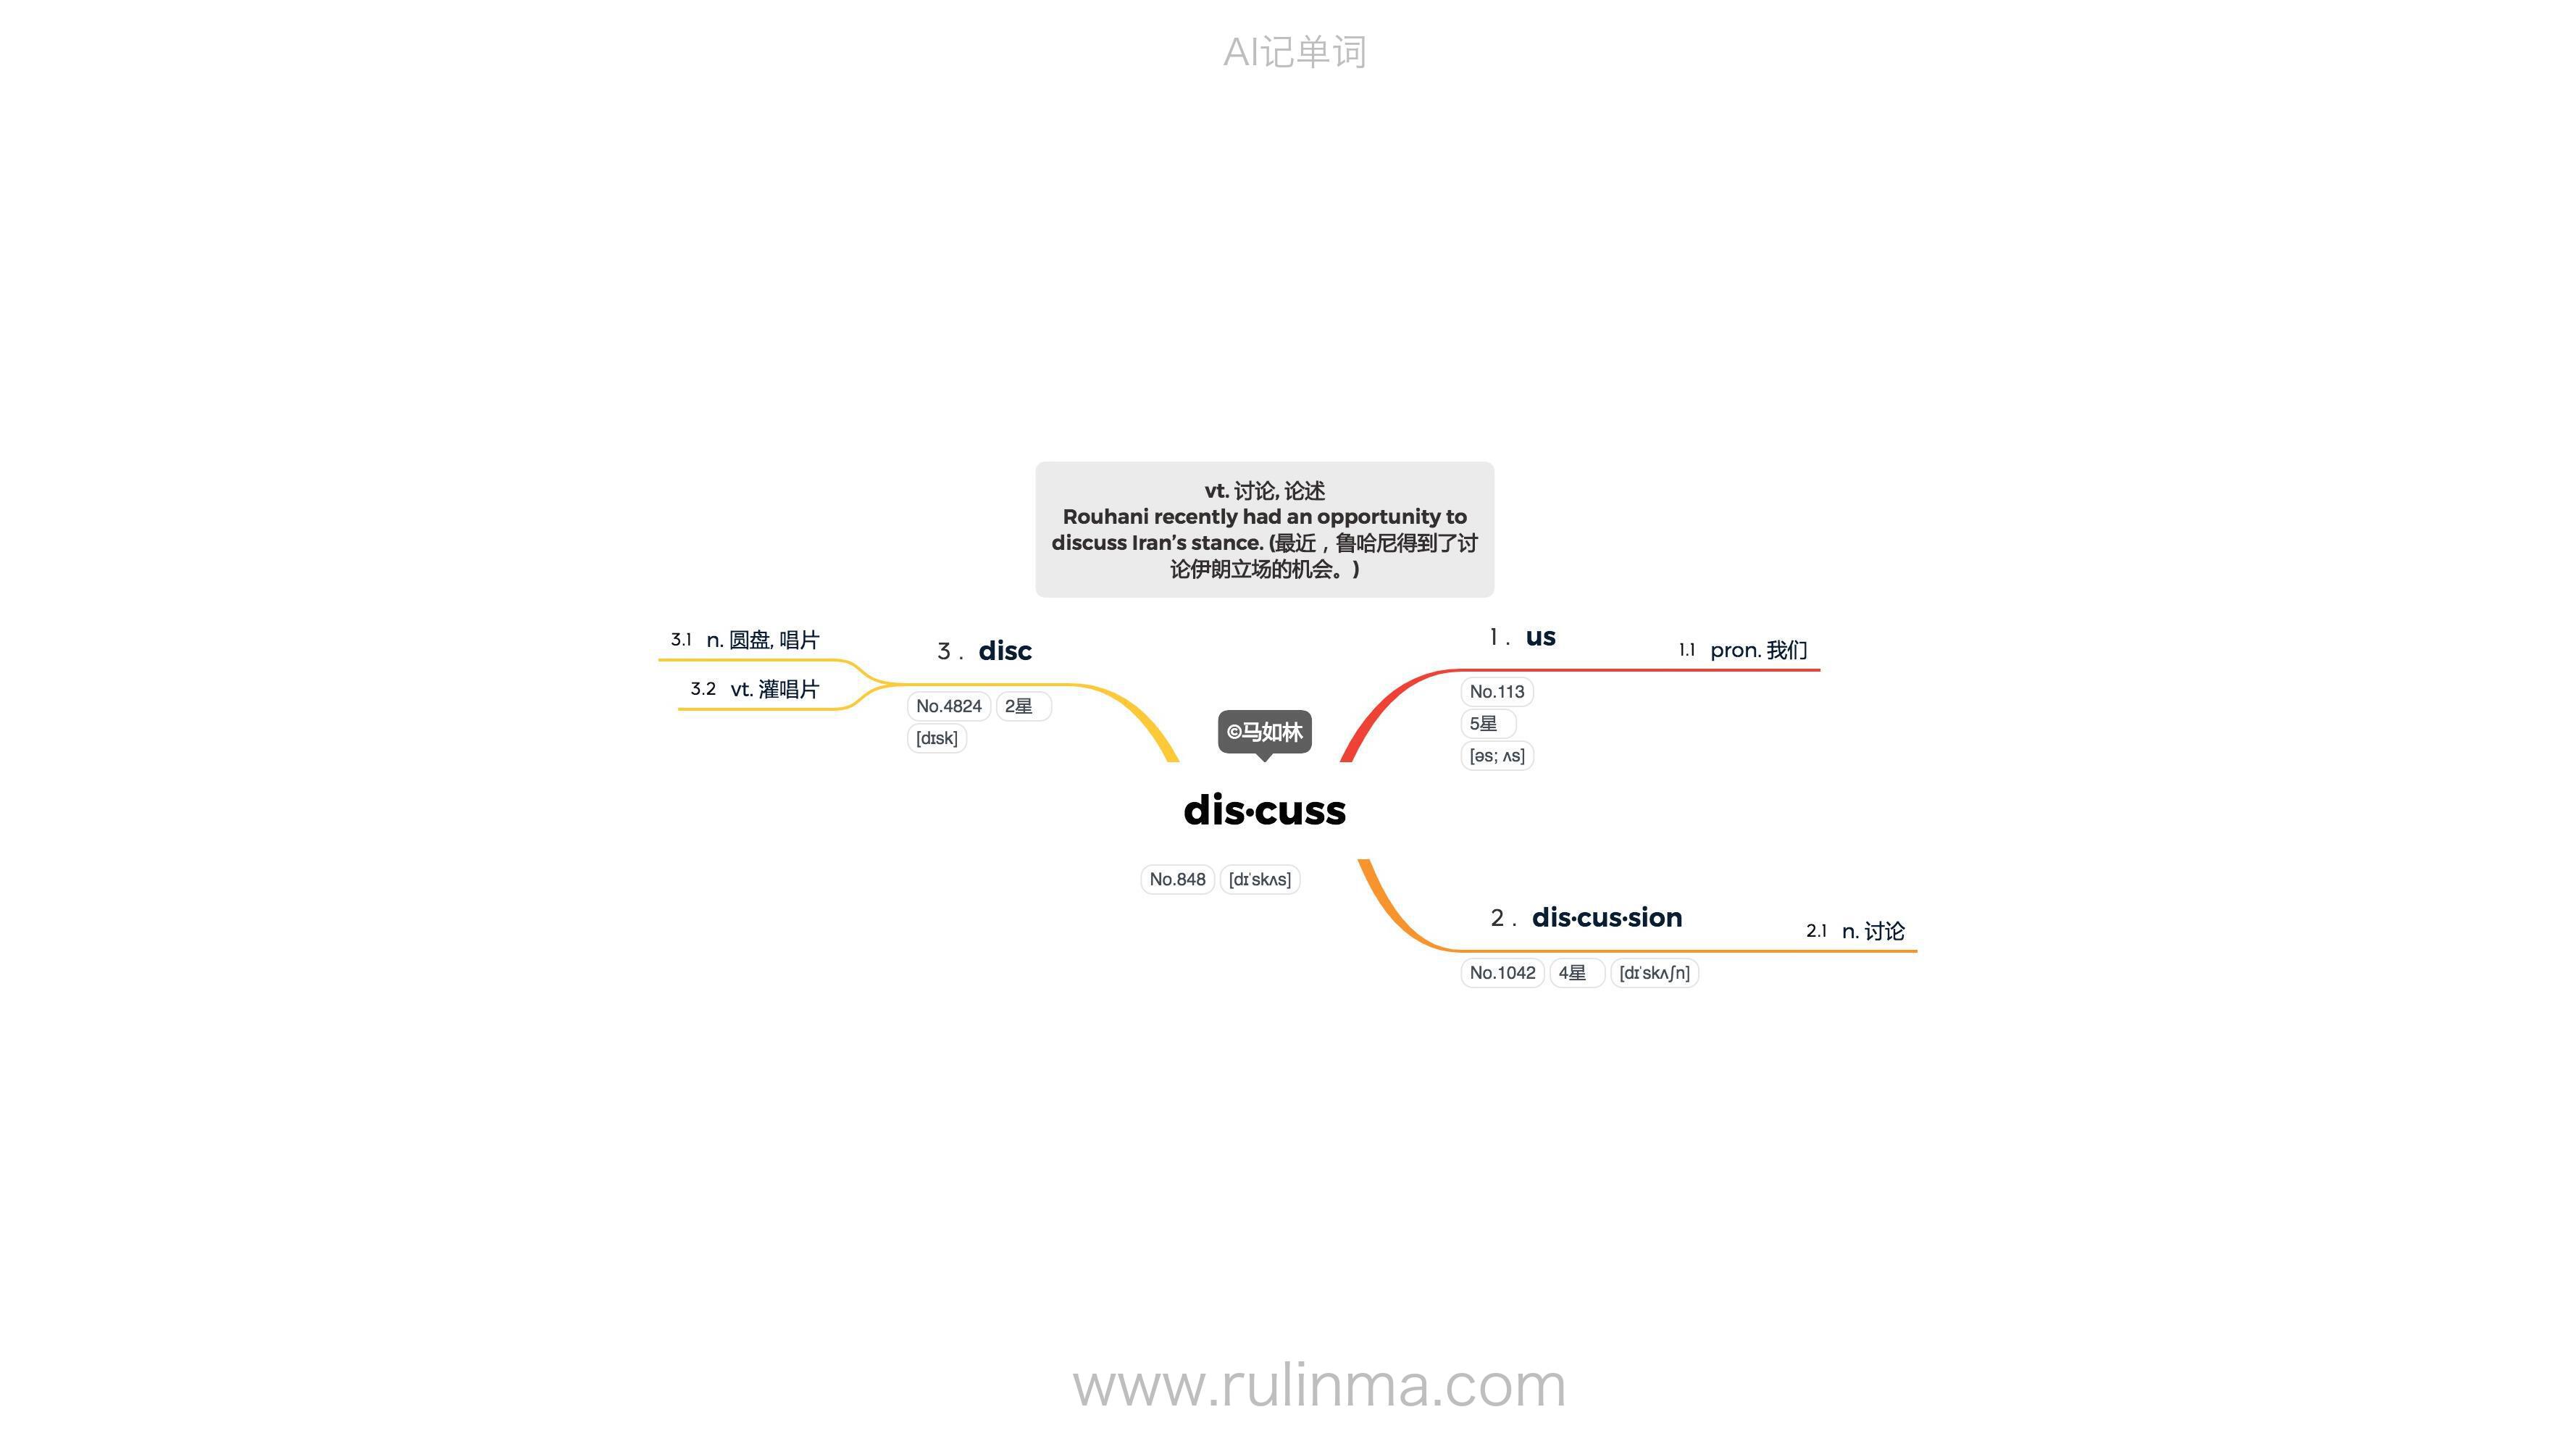 AI记单词
vt. 讨论, 论述
Rouhani recently had an opportunity to
discuss Iran’s stance. (最近，鲁哈尼得到了讨
论伊朗立场的机会。)
3.1 n. 圆盘, 唱片
3.2 vt. 灌唱片
3 . disc
No.4824 2星
[dɪsk]
©马如林
dis·cuss
No.848 [dɪˈskʌs]
1 . us
1.1 pron. 我们
No.113
5星
[əs; ʌs]
2 . dis·cus·sion
2.1 n. 讨论
No.1042 4星 [dɪˈskʌʃn]
www.rulinma.com